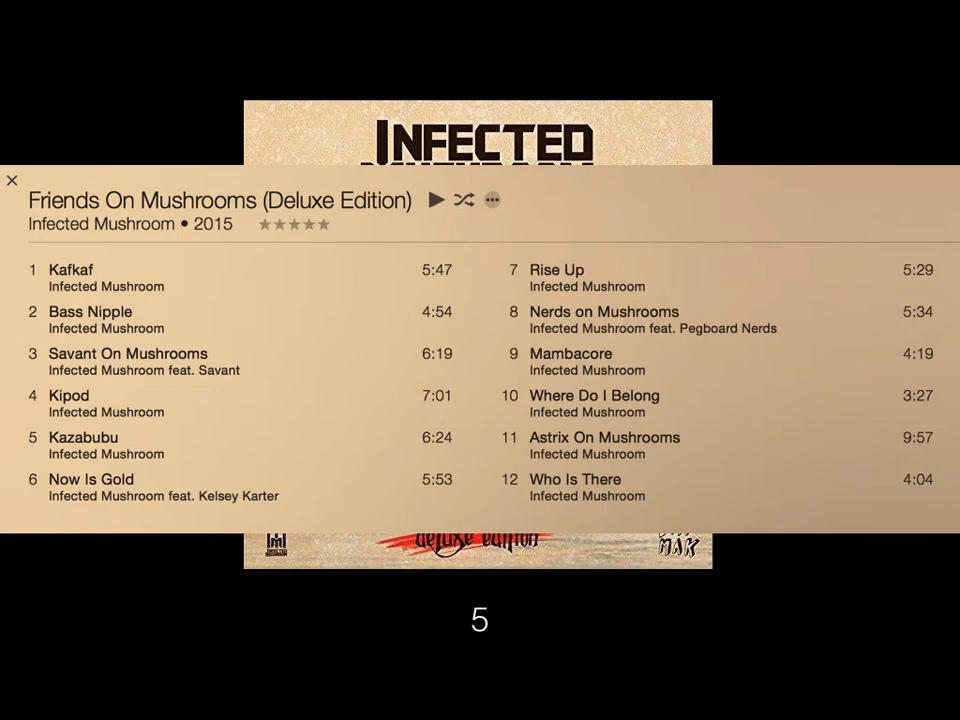 INFECTED
Friends On Mushrooms (Deluxe Edition)
Infected Mushroom • 2015
1 Kafkaf 5:47
Infected Mushroom
2 Bass Nipple 4:54
Infected Mushroom
3 Savant On Mushrooms 6:19
Infected Mushroom feat. Savant
4 Kipod 7:01
Infected Mushroom
5 Kazabubu 6:24
Infected Mushroom
6 Now Is Gold 5:53
Infected Mushroom feat. Kelsey Karter
7 Rise Up 5:29
Infected Mushroom
8 Nerds on Mushrooms 5:34
Infected Mushroom feat. Pegboard Nerds
9 Mambacore 4:19
Infected Mushroom
10 Where Do I Belong 3:27
Infected Mushroom
11 Astrix On Mushrooms 9:57
Infected Mushroom
12 Who Is There 4:04
Infected Mushroom
deluxe edition
INFECTED
MUSHROOM
5